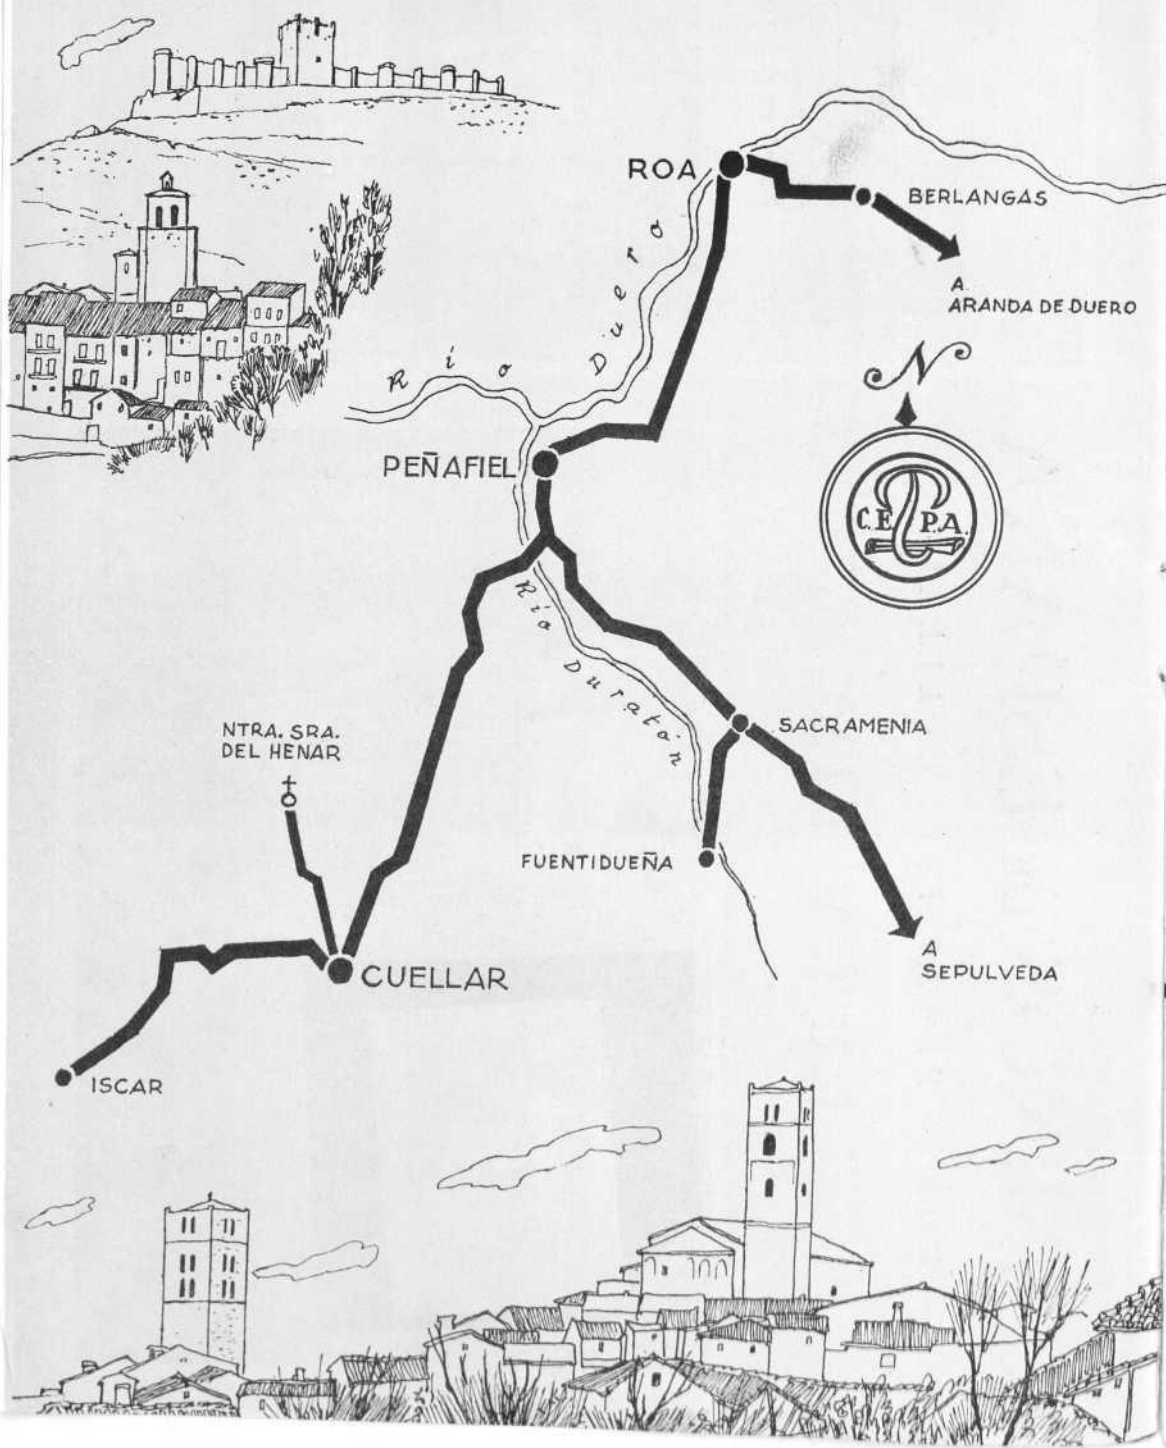 ROA
BERLANGAS
A
ARANDA DE DUERO
Río Duero
N
PEÑAFIEL
C.E.P.A.
Río Duratón
NTRA. SRA.
DEL HENAR
SACRAMENIA
FUENTIDUEÑA
A
SEPULVEDA
CUELLAR
ISCAR